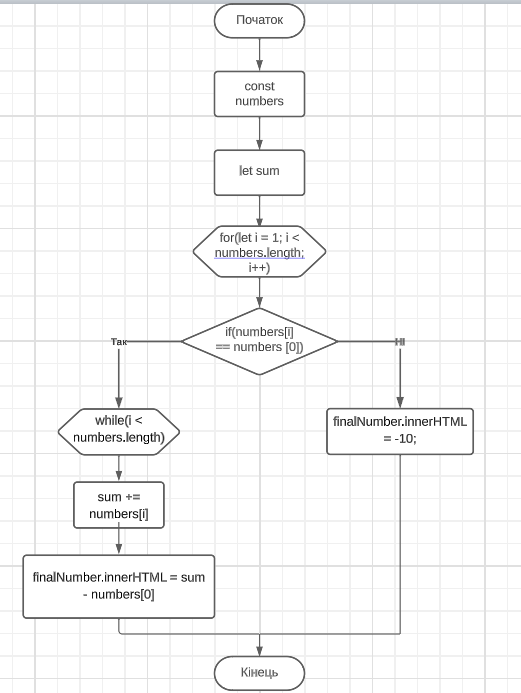 Початок
const
numbers
let sum
for(let i = 1; i <
numbers.length;
i++)
if(numbers[i]
== numbers [0])
Так
НІ
while(i <
numbers.length)
finalNumber.innerHTML
= -10;
sum +=
numbers[i]
finalNumber.innerHTML = sum
- numbers[0]
Кінець